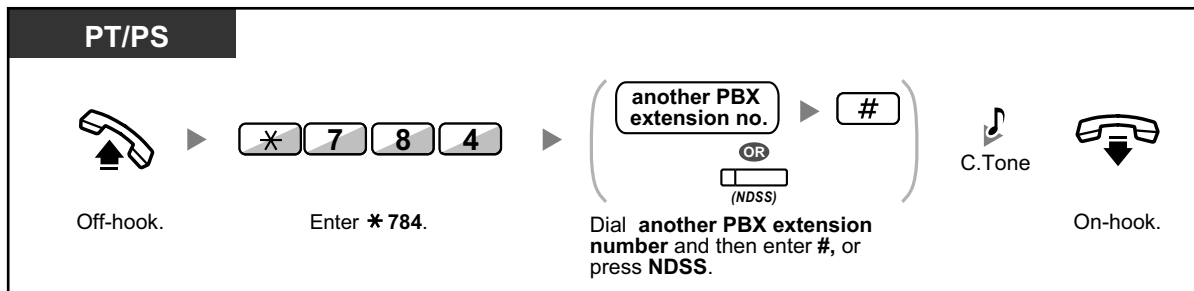 PT/PS
another PBX
extension no.
#
✱ 7 8 4
OR
(NDSS)
C.Tone
Off-hook.
Enter ✱ 784.
Dial another PBX extension
number and then enter #, or
press NDSS.
On-hook.